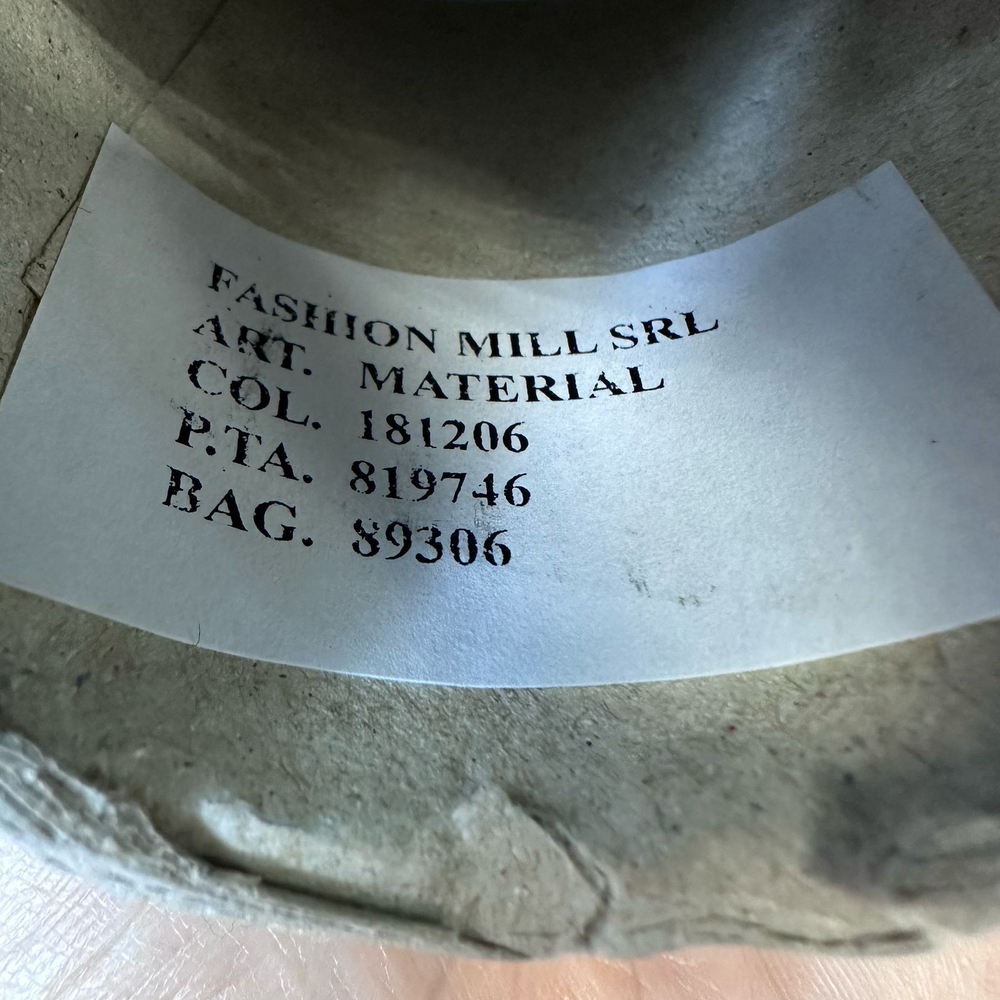 FASHION MILL SRL
ART. MATERIAL
COL. 181206
P.TA. 819746
BAG. 89306